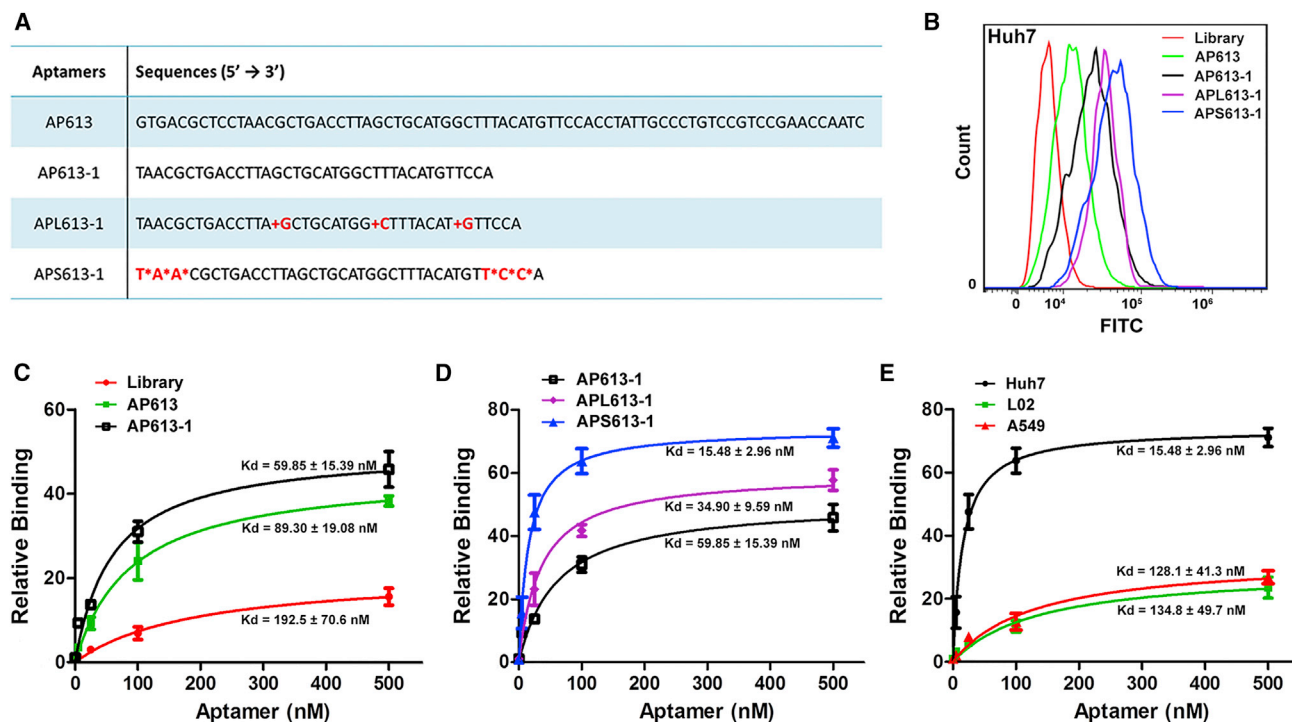 A
Aptamers Sequences (5' → 3')
AP613 GTGACGCTCCTAACGCTGACCTTAGCTGCATGGCTTTACATGTTCCACCTATTGCCCTGTCCGTCCGAACCAATC
AP613-1 TAACGCTGACCTTAGCTGCATGGCTTTACATGTTCCA
APL613-1 TAACGCTGACCTTA+GCTGCATGG+CTTTACAT+GTTCCA
APS613-1 T*A*A*CGCTGACCTTAGCTGCATGGCTTTACATGTT*C*C*A
B
Huh7
Library
AP613
AP613-1
APL613-1
APS613-1
Count
0
0 10⁴ 10⁵ 10⁶
FITC
C
Library
AP613
AP613-1
Relative Binding
60
40
20
0
Kd = 59.85 ± 15.39 nM
Kd = 89.30 ± 19.08 nM
Kd = 192.5 ± 70.6 nM
0 100 200 300 400 500
Aptamer (nM)
D
AP613-1
APL613-1
APS613-1
Relative Binding
80
60
40
20
0
Kd = 15.48 ± 2.96 nM
Kd = 34.90 ± 9.59 nM
Kd = 59.85 ± 15.39 nM
0 100 200 300 400 500
Aptamer (nM)
E
Huh7
L02
A549
Relative Binding
80
60
40
20
0
Kd = 15.48 ± 2.96 nM
Kd = 128.1 ± 41.3 nM
Kd = 134.8 ± 49.7 nM
0 100 200 300 400 500
Aptamer (nM)